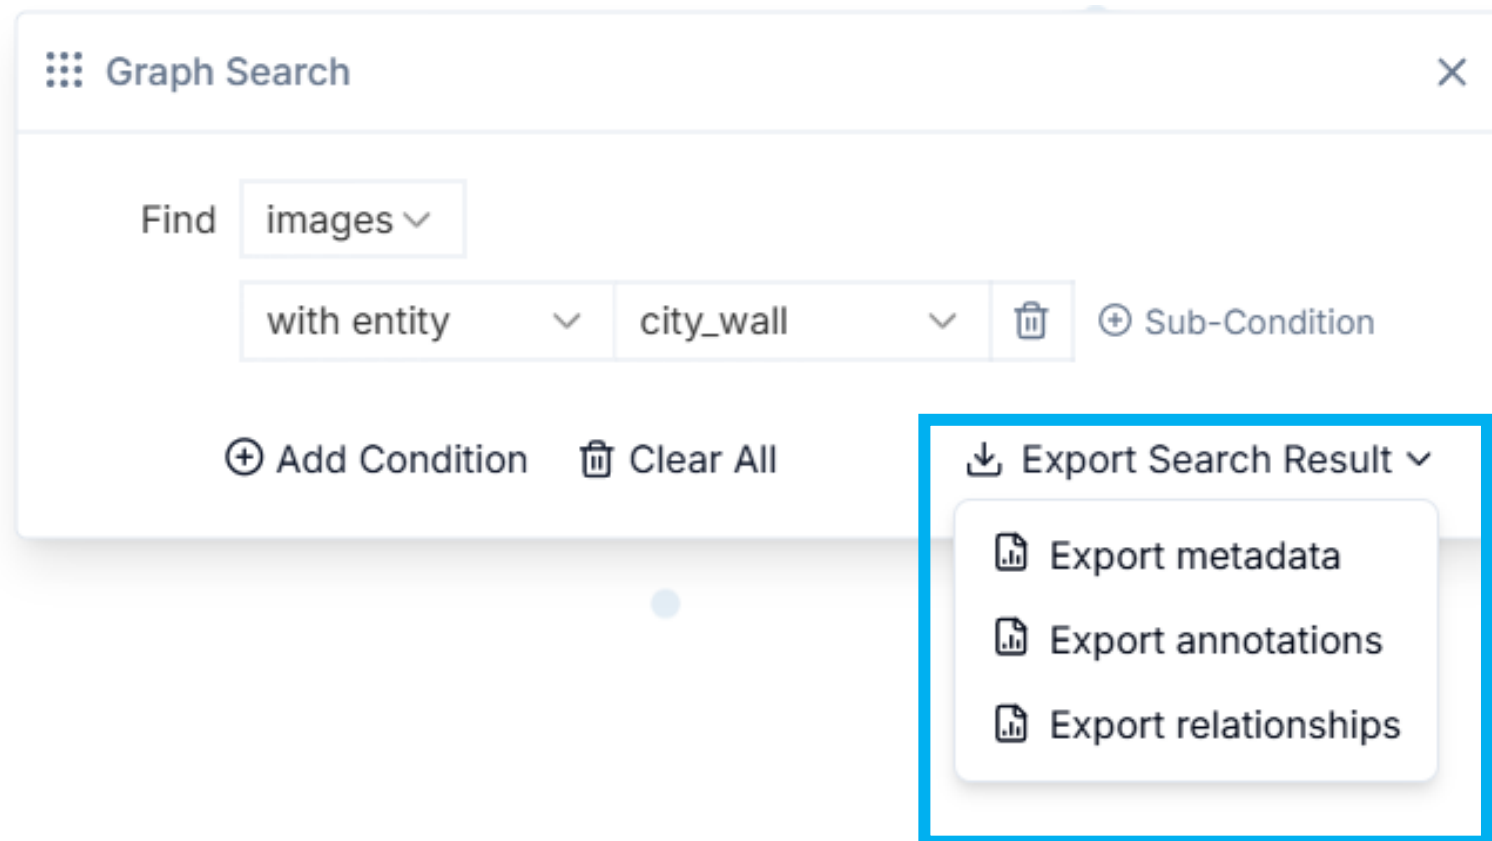 Graph Search
Find images
with entity city_wall Sub-Condition
Add Condition Clear All Export Search Result
Export metadata
Export annotations
Export relationships